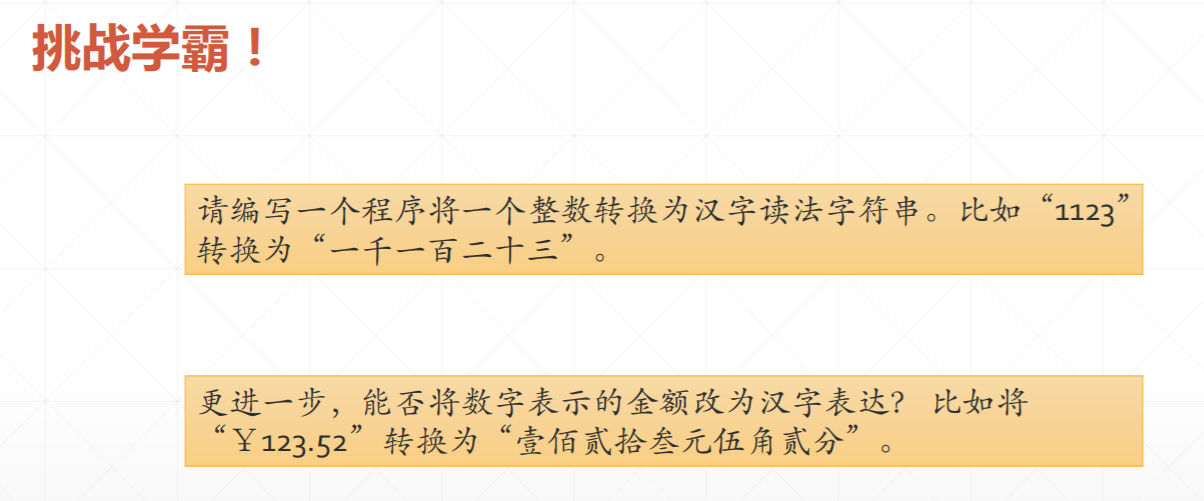 挑战学霸！
请编写一个程序将一个整数转换为汉字读法字符串。比如“1123”
转换为“一千一百二十三”。
更进一步，能否将数字表示的金额改为汉字表达？ 比如将
“￥123.52”转换为“壹佰贰拾叁元伍角贰分”。